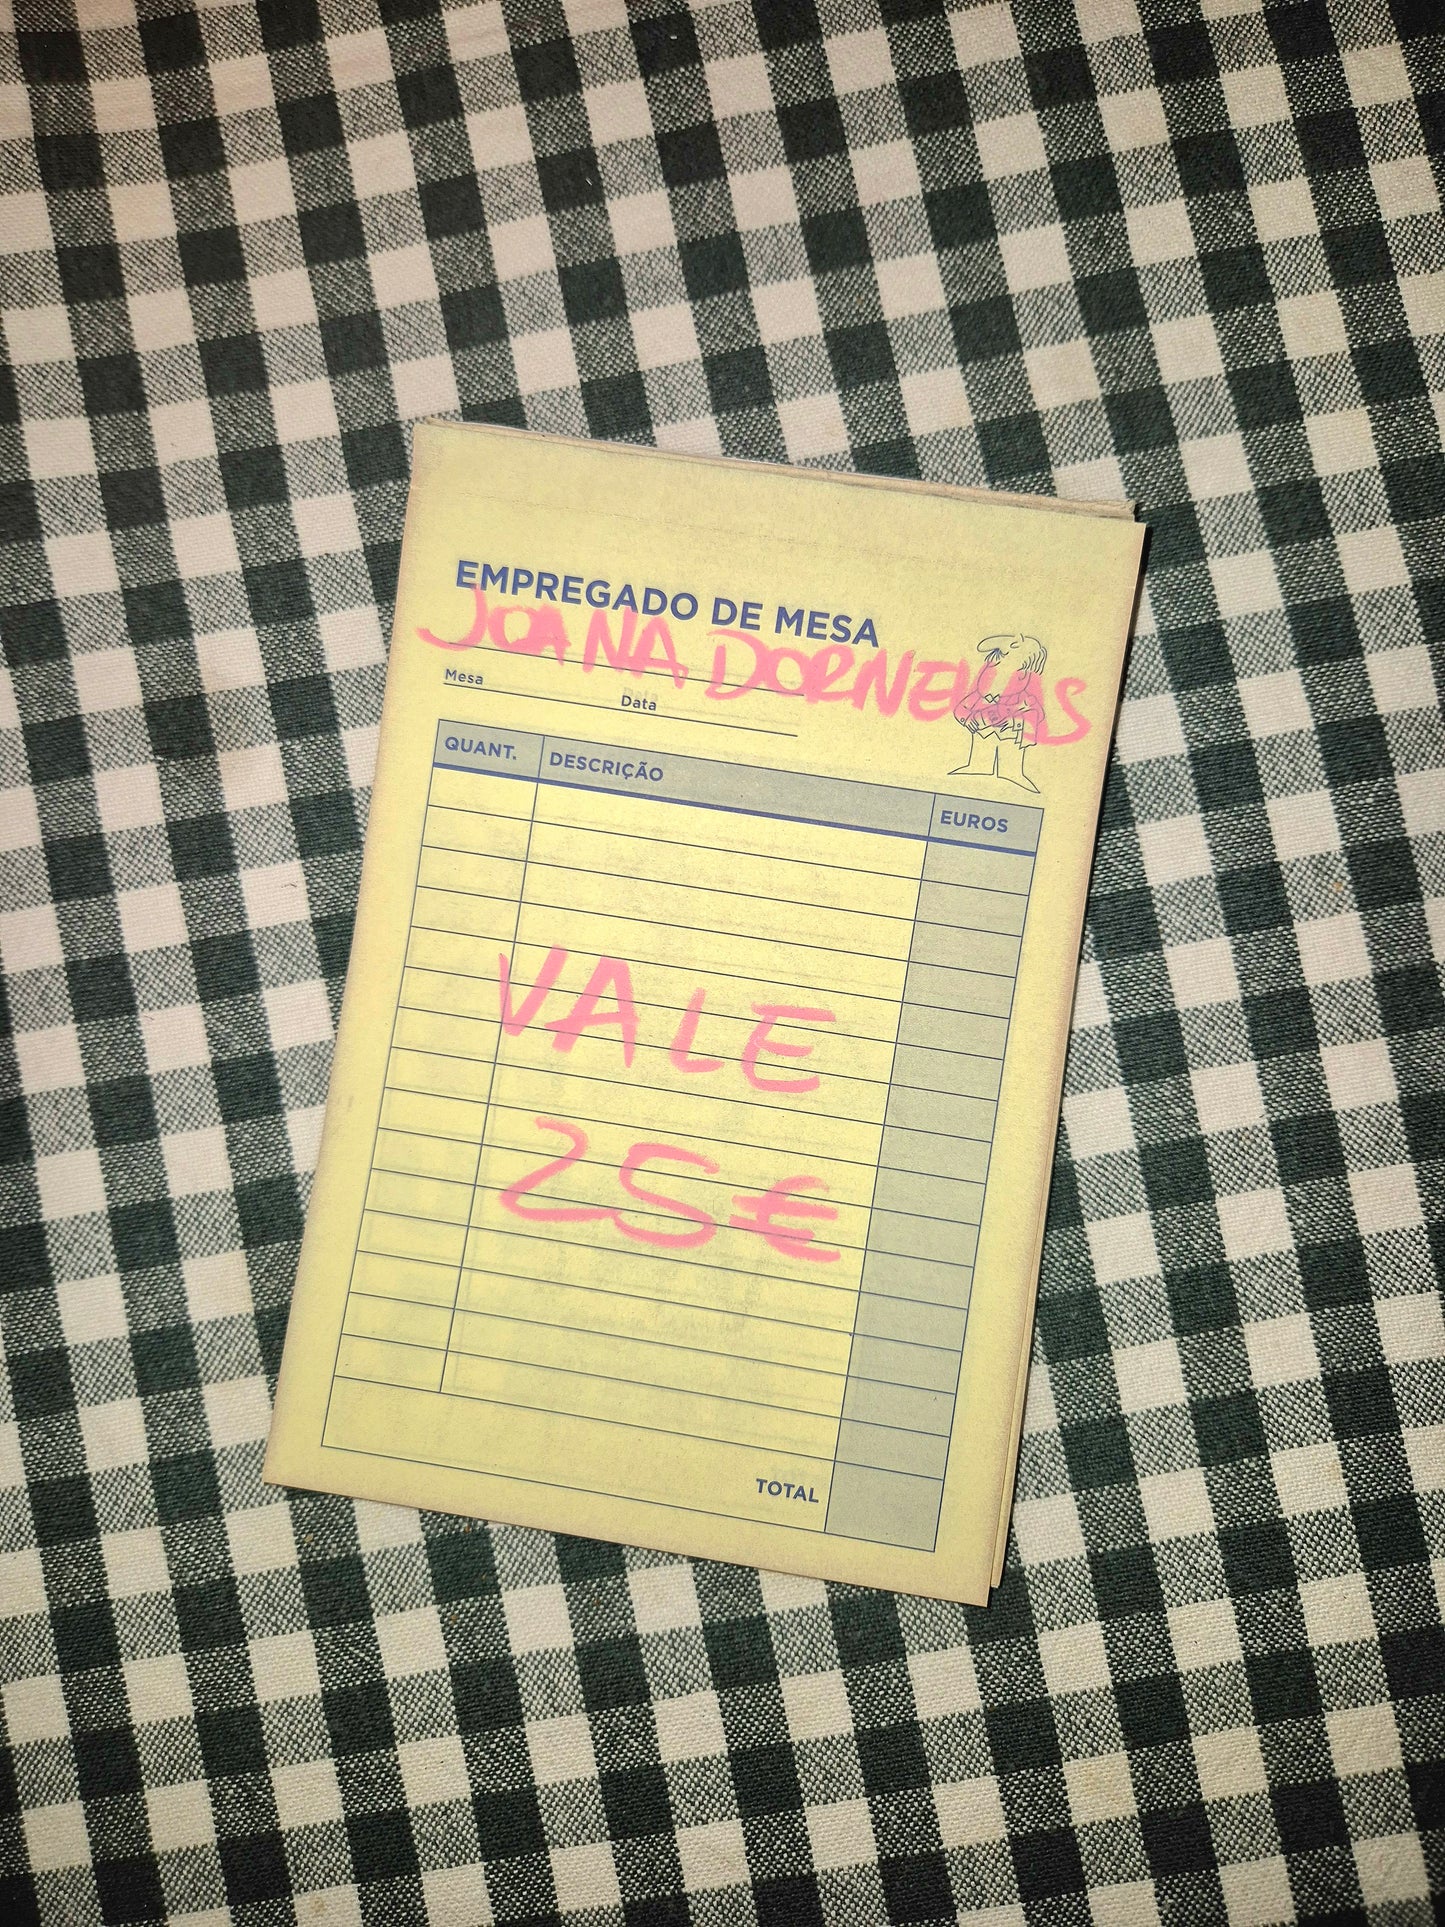 EMPREGADO DE MESA
JOANA DORNELLAS
Mesa
Data
QUANT. DESCRIÇÃO EUROS
VALE
25€
TOTAL